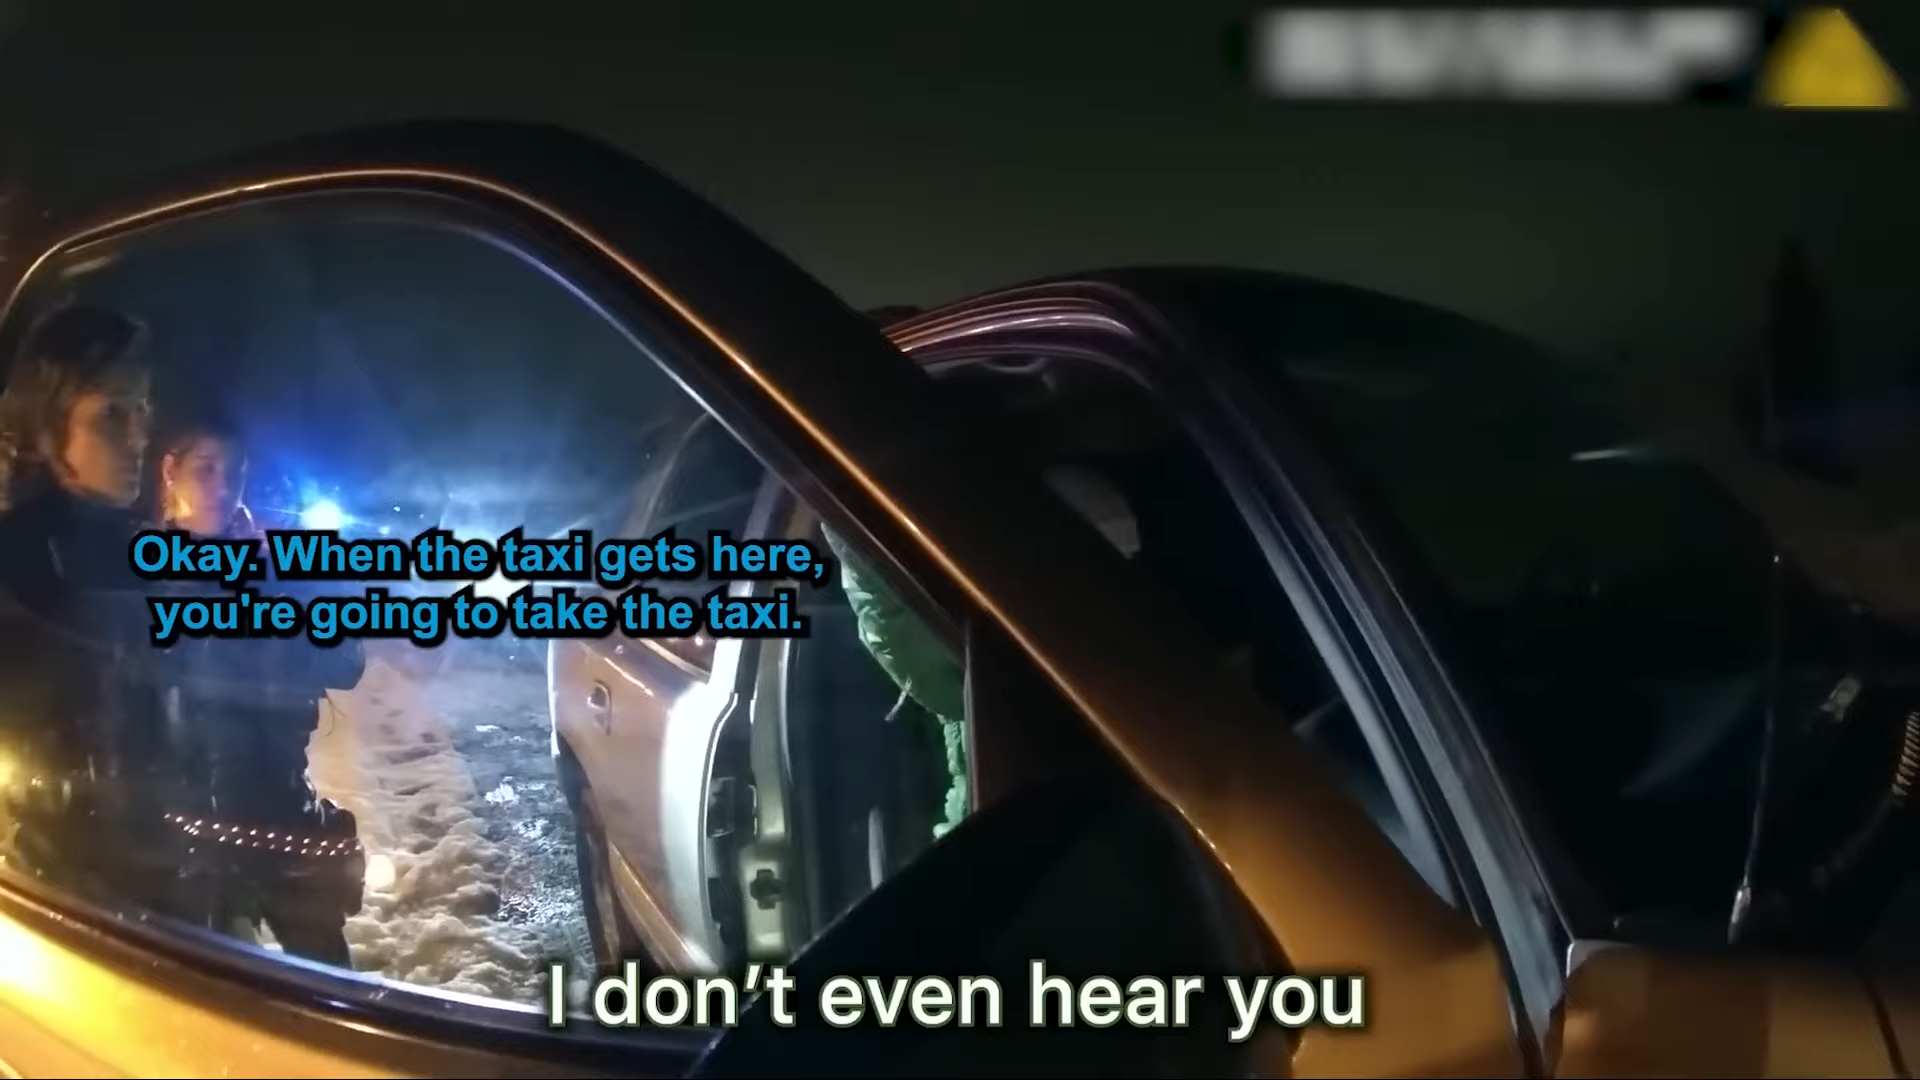 Okay. When the taxi gets here,
you're going to take the taxi.
I don’t even hear you